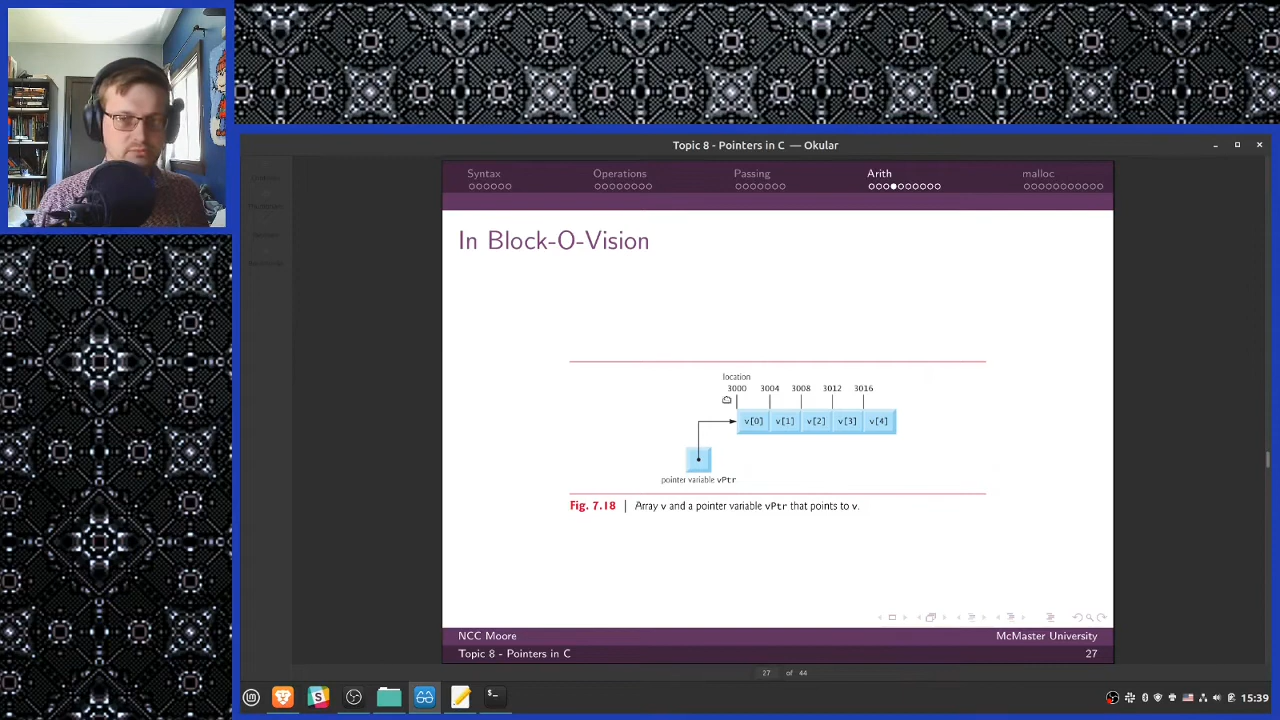 Topic 8 - Pointers in C — Okular
Syntax Operations Passing Arith malloc
In Block-O-Vision
location
3000 3004 3008 3012 3016
v[0] v[1] v[2] v[3] v[4]
pointer variable vPtr
Fig. 7.18 | Array v and a pointer variable vPtr that points to v.
NCC Moore McMaster University
Topic 8 - Pointers in C 27
27 of 44
15:39